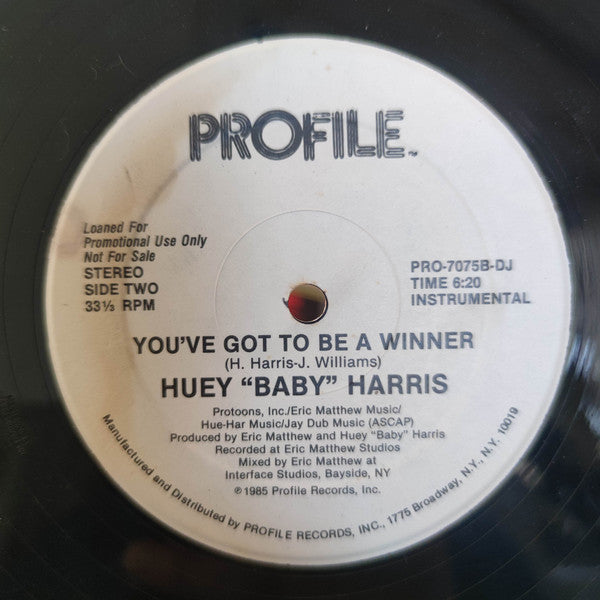 PROFILE™
Loaned For
Promotional Use Only
Not For Sale
STEREO
SIDE TWO
33⅓ RPM
PRO-7075B-DJ
TIME 6:20
INSTRUMENTAL
YOU'VE GOT TO BE A WINNER
(H. Harris-J. Williams)
HUEY “BABY” HARRIS
Protoons, Inc./Eric Matthew Music/
Hue-Har Music/Jay Dub Music (ASCAP)
Produced by Eric Matthew and Huey “Baby” Harris
Recorded at Eric Matthew Studios
Mixed by Eric Matthew at
Interface Studios, Bayside, NY
℗1985 Profile Records, Inc.
Manufactured and Distributed by PROFILE RECORDS, INC., 1775 Broadway, N.Y., N.Y. 10019